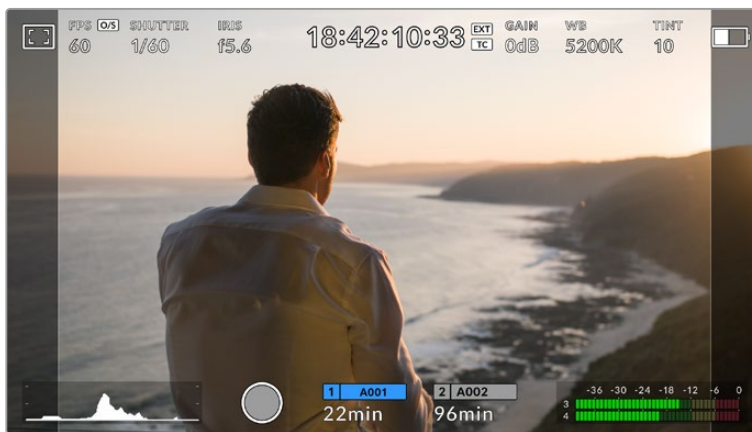 FPS O/S SHUTTER IRIS 18:42:10:33 EXT TC GAIN WB TINT
60 1/60 f5.6 0dB 5200K 10
1 A001 2 A002
22min 96min
-36 -30 -24 -18 -12 -6 0
3
4